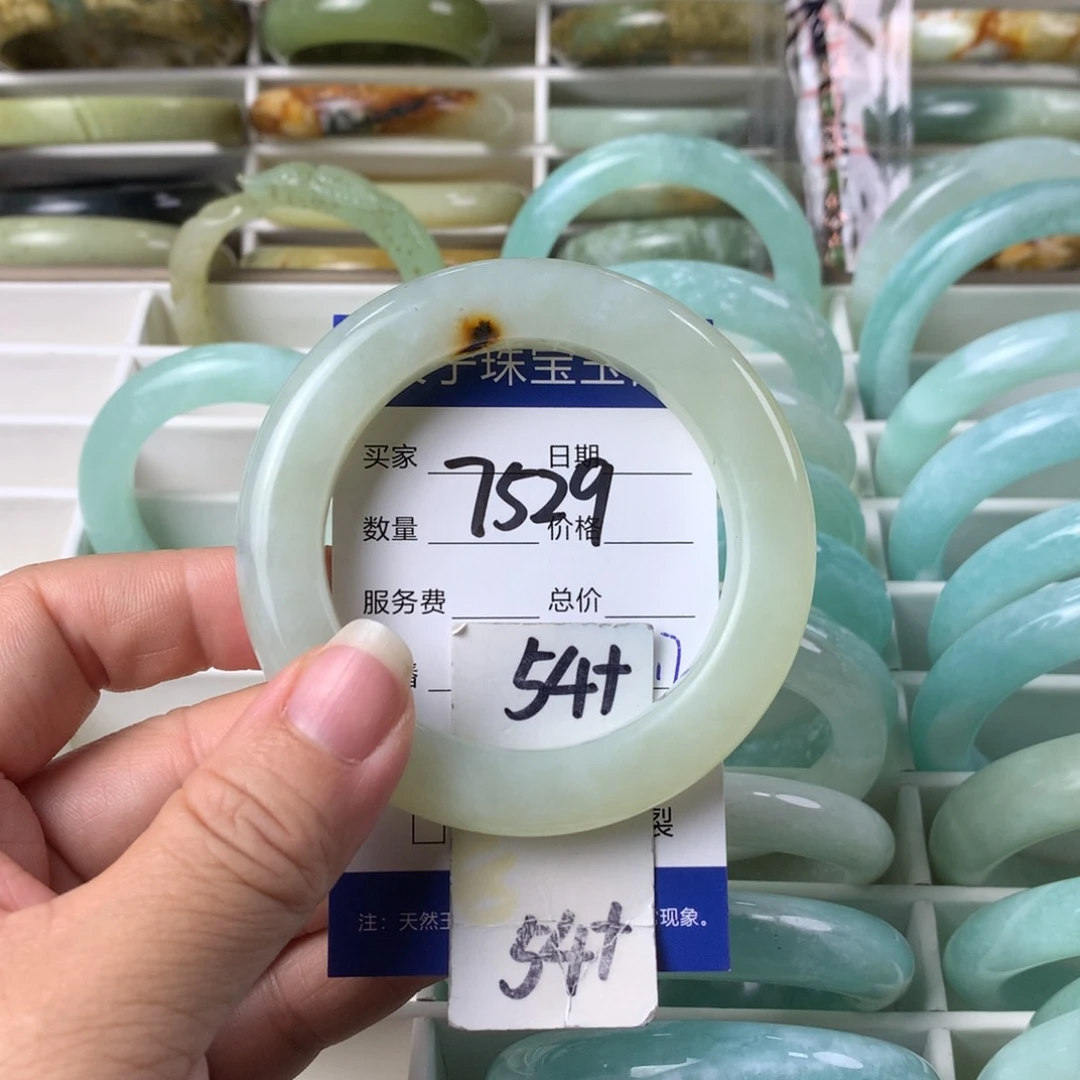 珠宝玉
买家 日期
7529
数量 价格
服务费 总价
54+
裂
注：天然玉 现象。
54+